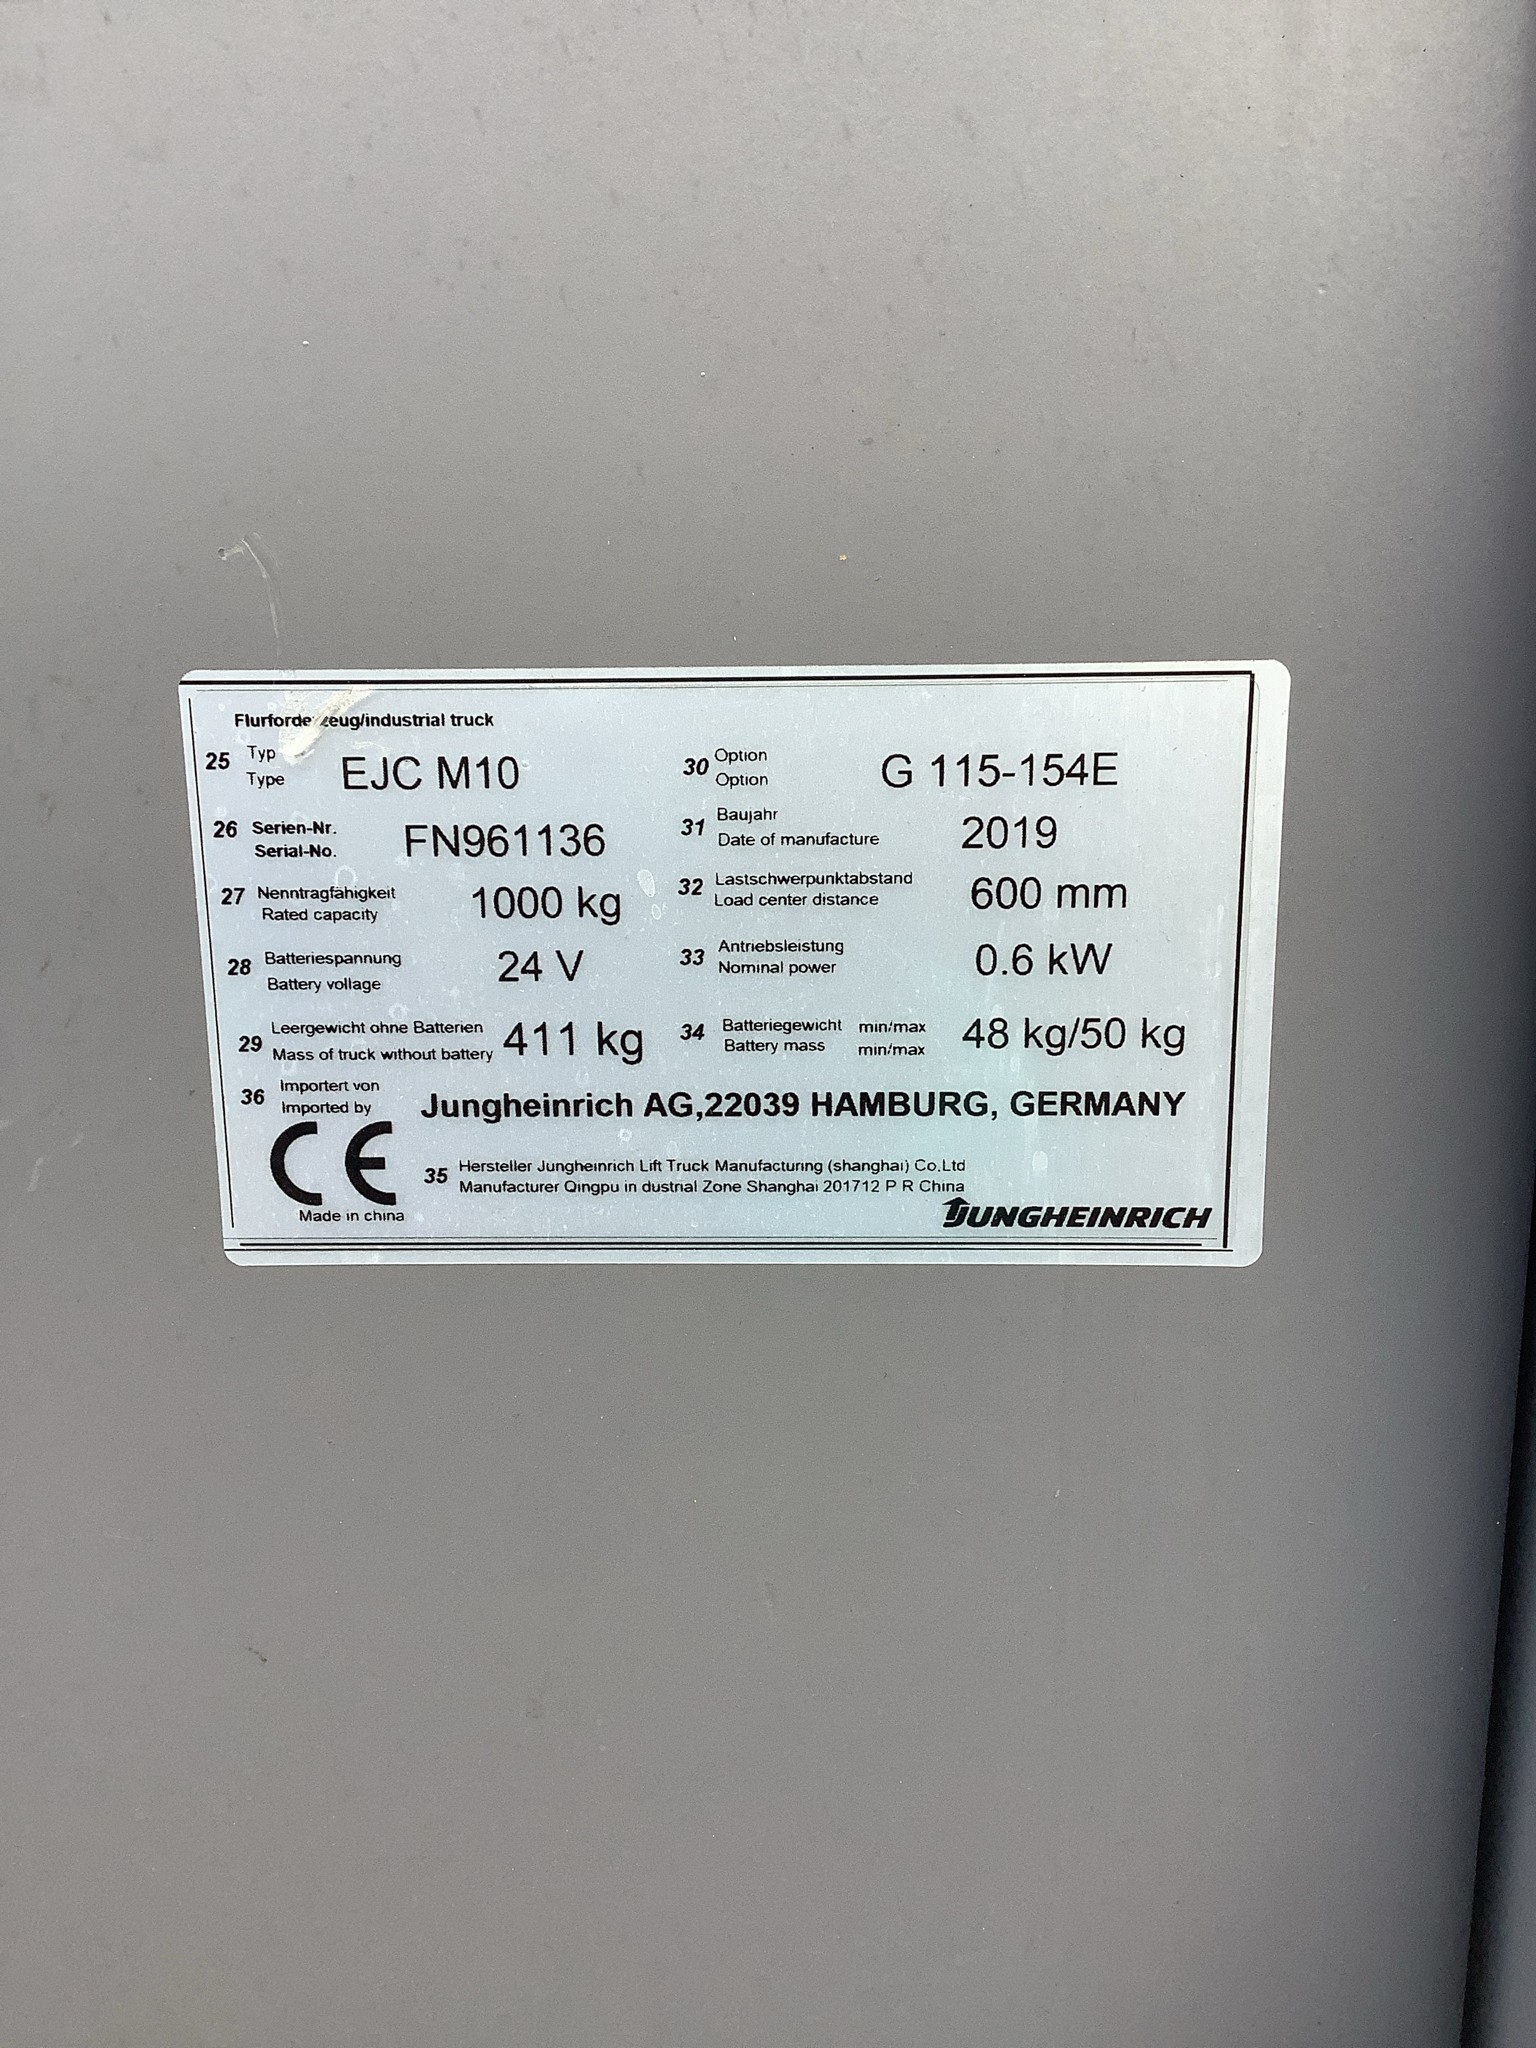 Flurförderzeug/industrial truck
25 Typ Type EJC M10
30 Option Option G 115-154E
26 Serien-Nr. Serial-No. FN961136
31 Baujahr Date of manufacture 2019
27 Nenntragfähigkeit Rated capacity 1000 kg
32 Lastschwerpunktabstand Load center distance 600 mm
28 Batteriespannung Battery vollage 24 V
33 Antriebsleistung Nominal power 0.6 kW
29 Leergewicht ohne Batterien Mass of truck without battery 411 kg
34 Batteriegewicht min/max Battery mass min/max 48 kg/50 kg
36 Importert von Imported by Jungheinrich AG,22039 HAMBURG, GERMANY
CE
35 Hersteller Jungheinrich Lift Truck Manufacturing (shanghai) Co.Ltd
Manufacturer Qingpu in dustrial Zone Shanghai 201712 P R China
Made in china
JUNGHEINRICH